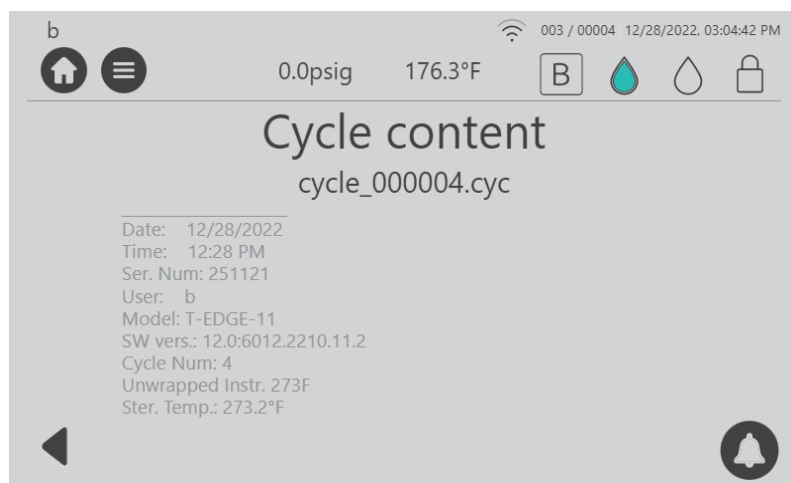 b
003 / 00004 12/28/2022, 03:04:42 PM
0.0psig 176.3°F B
Cycle content
cycle_000004.cyc
Date: 12/28/2022
Time: 12:28 PM
Ser. Num: 251121
User: b
Model: T-EDGE-11
SW vers.: 12.0:6012.2210.11.2
Cycle Num: 4
Unwrapped Instr. 273F
Ster. Temp.: 273.2°F